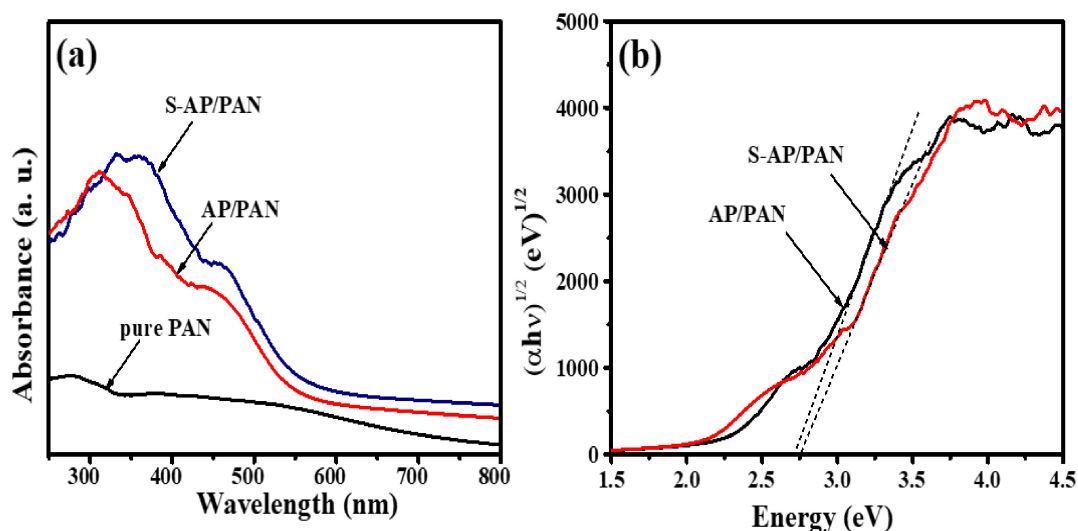 (a)
S-AP/PAN
AP/PAN
pure PAN
Absorbance (a. u.)
300 400 500 600 700 800
Wavelength (nm)
(b)
5000
4000
3000
2000
1000
0
S-AP/PAN
AP/PAN
(αhν)^1/2 (eV)^1/2
1.5 2.0 2.5 3.0 3.5 4.0 4.5
Energy (eV)